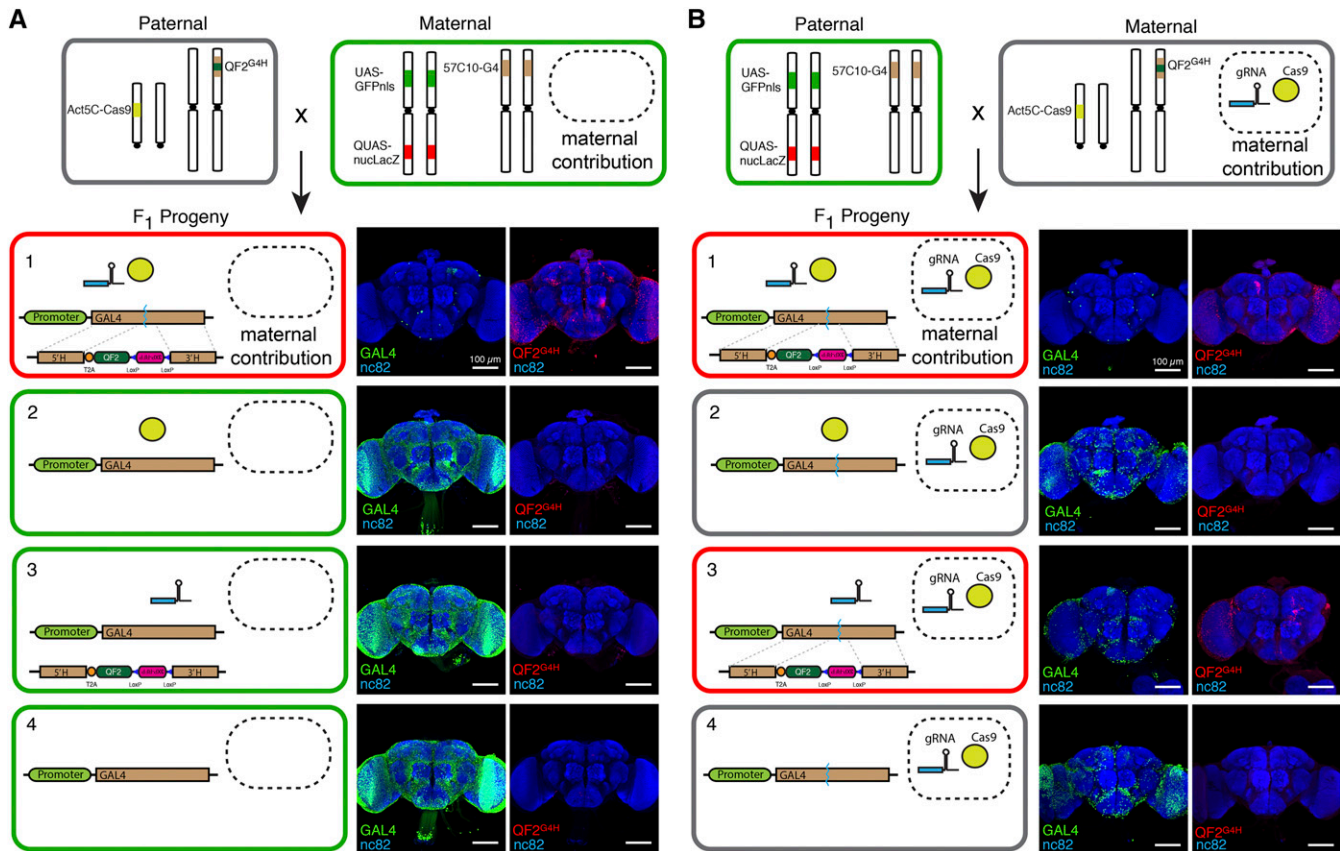 A
Paternal
QF2G4H
Act5C-Cas9
x
Maternal
UAS-
GFPnls
57C10-G4
QUAS-
nucLacZ
maternal
contribution
F1 Progeny
1
Promoter
GAL4
5'H
QF2
3'H
T2A
LoxP
LoxP
maternal
contribution
GAL4
nc82
100 µm
QF2G4H
nc82
2
Promoter
GAL4
GAL4
nc82
QF2G4H
nc82
3
Promoter
GAL4
5'H
QF2
3'H
T2A
LoxP
LoxP
GAL4
nc82
QF2G4H
nc82
4
Promoter
GAL4
GAL4
nc82
QF2G4H
nc82
B
Paternal
UAS-
GFPnls
57C10-G4
QUAS-
nucLacZ
x
Maternal
QF2G4H
Act5C-Cas9
gRNA
Cas9
maternal
contribution
F1 Progeny
1
gRNA
Cas9
Promoter
GAL4
5'H
QF2
3'H
T2A
LoxP
LoxP
maternal
contribution
GAL4
nc82
100 µm
QF2G4H
nc82
2
gRNA
Cas9
Promoter
GAL4
GAL4
nc82
QF2G4H
nc82
3
gRNA
Cas9
Promoter
GAL4
5'H
QF2
3'H
T2A
LoxP
LoxP
GAL4
nc82
QF2G4H
nc82
4
gRNA
Cas9
Promoter
GAL4
GAL4
nc82
QF2G4H
nc82